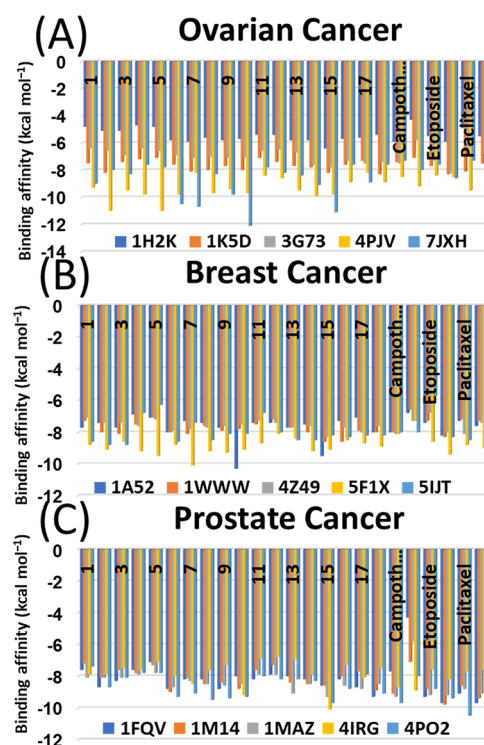 (A) Ovarian Cancer
Binding affinity (kcal mol⁻¹)
0
-2
-4
-6
-8
-10
-12
-14
1 3 5 7 9 11 13 15 17 Campoth... Etoposide Paclitaxel
1H2K 1K5D 3G73 4PJV 7JXH
(B) Breast Cancer
Binding affinity (kcal mol⁻¹)
0
-2
-4
-6
-8
-10
-12
1 3 5 7 9 11 13 15 17 Campoth... Etoposide Paclitaxel
1A52 1WWW 4Z49 5F1X 5IJT
(C) Prostate Cancer
Binding affinity (kcal mol⁻¹)
0
-2
-4
-6
-8
-10
-12
1 3 5 7 9 11 13 15 17 Campoth... Etoposide Paclitaxel
1FQV 1M14 1MAZ 4IRG 4PO2